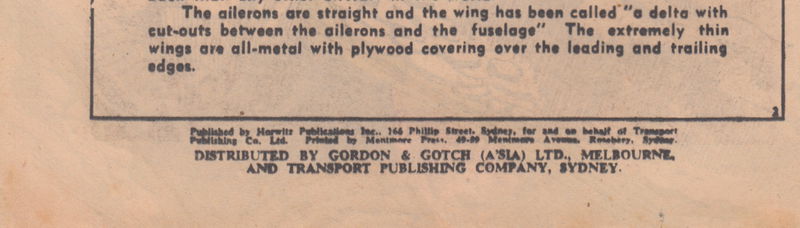 The ailerons are straight and the wing has been called "a delta with
cut-outs between the ailerons and the fuselage" The extremely thin
wings are all-metal with plywood covering over the leading and trailing
edges.
Published by Horwitz Publications Inc., 166 Phillip Street, Sydney, for and on behalf of Transport
Publishing Co. Ltd. Printed by Mentmore Press, Mentmore Avenue, Rosebery, Sydney.
DISTRIBUTED BY GORDON & GOTCH (A'SIA) LTD., MELBOURNE,
AND TRANSPORT PUBLISHING COMPANY, SYDNEY.